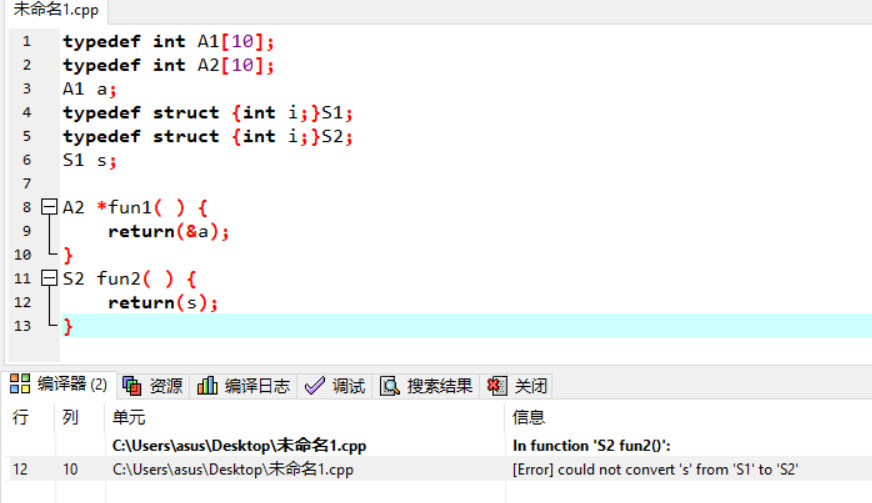 未命名1.cpp
1 typedef int A1[10];
2 typedef int A2[10];
3 A1 a;
4 typedef struct {int i;}S1;
5 typedef struct {int i;}S2;
6 S1 s;
7
8 A2 *fun1( ) {
9 return(&a);
10 }
11 S2 fun2( ) {
12 return(s);
13 }
编译器 (2) 资源 编译日志 调试 搜索结果 关闭
行 列 单元 信息
C:\Users\asus\Desktop\未命名1.cpp In function 'S2 fun2()':
12 10 C:\Users\asus\Desktop\未命名1.cpp [Error] could not convert 's' from 'S1' to 'S2'